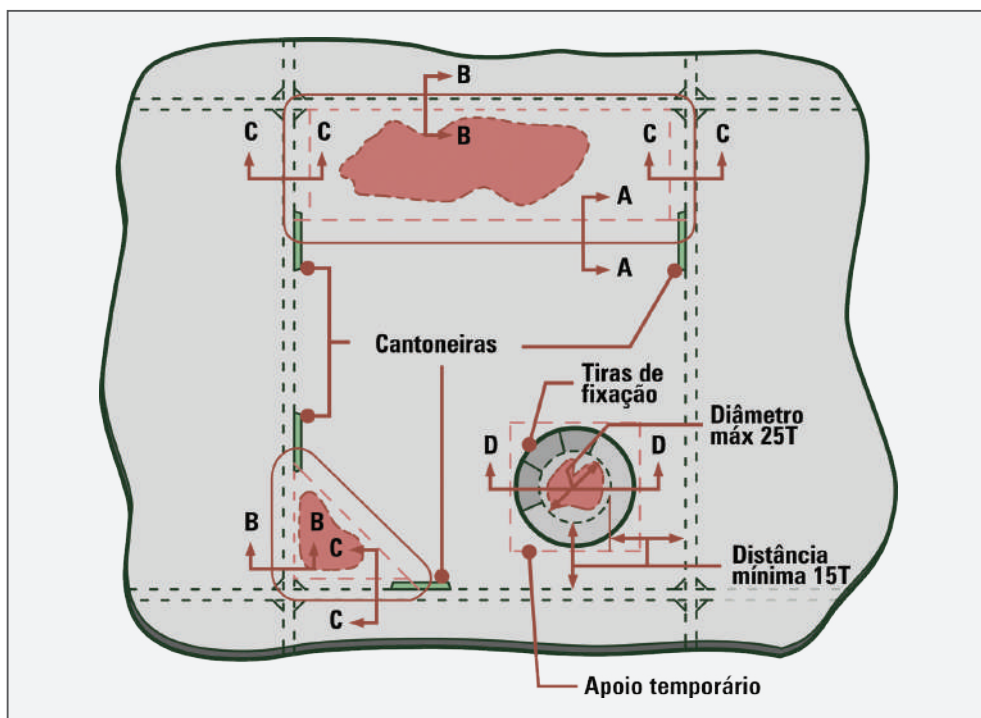 B
B
C
C
C
C
A
A
Cantoneiras
Tiras de
fixação
Diâmetro
máx 25T
D
D
B
B
C
C
Distância
mínima 15T
Apoio temporário